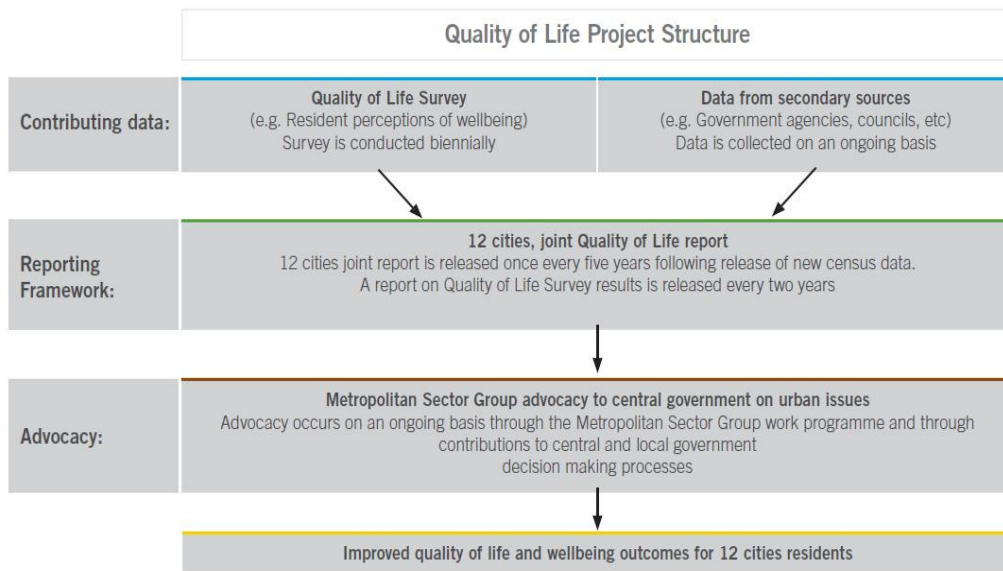 Quality of Life Project Structure
Contributing data:
Quality of Life Survey
(e.g. Resident perceptions of wellbeing)
Survey is conducted biennially
Data from secondary sources
(e.g. Government agencies, councils, etc)
Data is collected on an ongoing basis
Reporting
Framework:
12 cities, joint Quality of Life report
12 cities joint report is released once every five years following release of new census data.
A report on Quality of Life Survey results is released every two years
Advocacy:
Metropolitan Sector Group advocacy to central government on urban issues
Advocacy occurs on an ongoing basis through the Metropolitan Sector Group work programme and through
contributions to central and local government
decision making processes
Improved quality of life and wellbeing outcomes for 12 cities residents